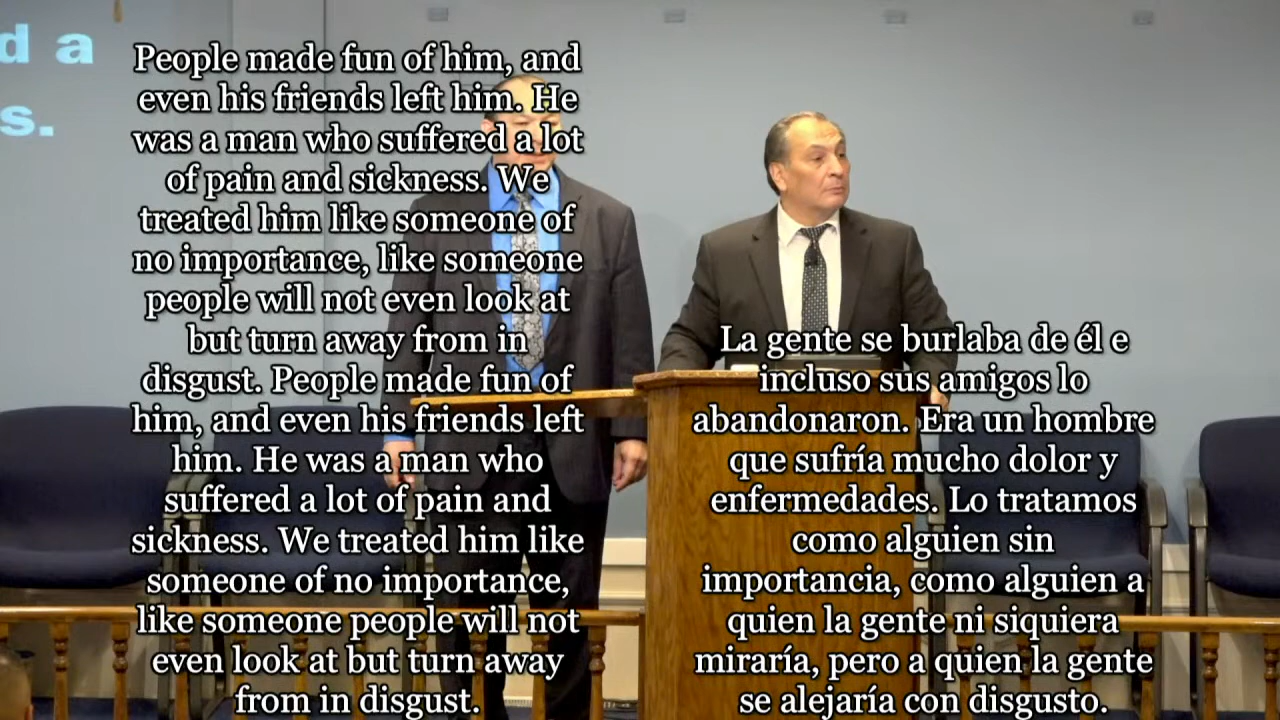 d a
s.
People made fun of him, and
even his friends left him. He
was a man who suffered a lot
of pain and sickness. We
treated him like someone of
no importance, like someone
people will not even look at
but turn away from in
disgust. People made fun of
him, and even his friends left
him. He was a man who
suffered a lot of pain and
sickness. We treated him like
someone of no importance,
like someone people will not
even look at but turn away
from in disgust.
La gente se burlaba de él e
incluso sus amigos lo
abandonaron. Era un hombre
que sufría mucho dolor y
enfermedades. Lo tratamos
como alguien sin
importancia, como alguien a
quien la gente ni siquiera
miraría, pero a quien la gente
se alejaría con disgusto.